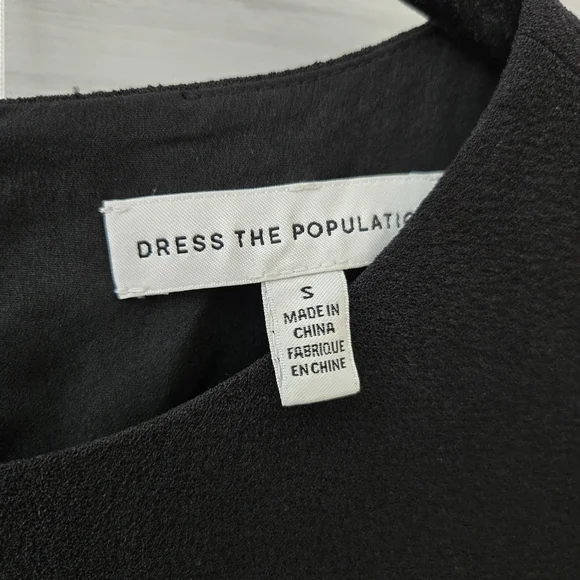 DRESS THE POPULATIO
S
MADE IN
CHINA
FABRIQUE
EN CHINE